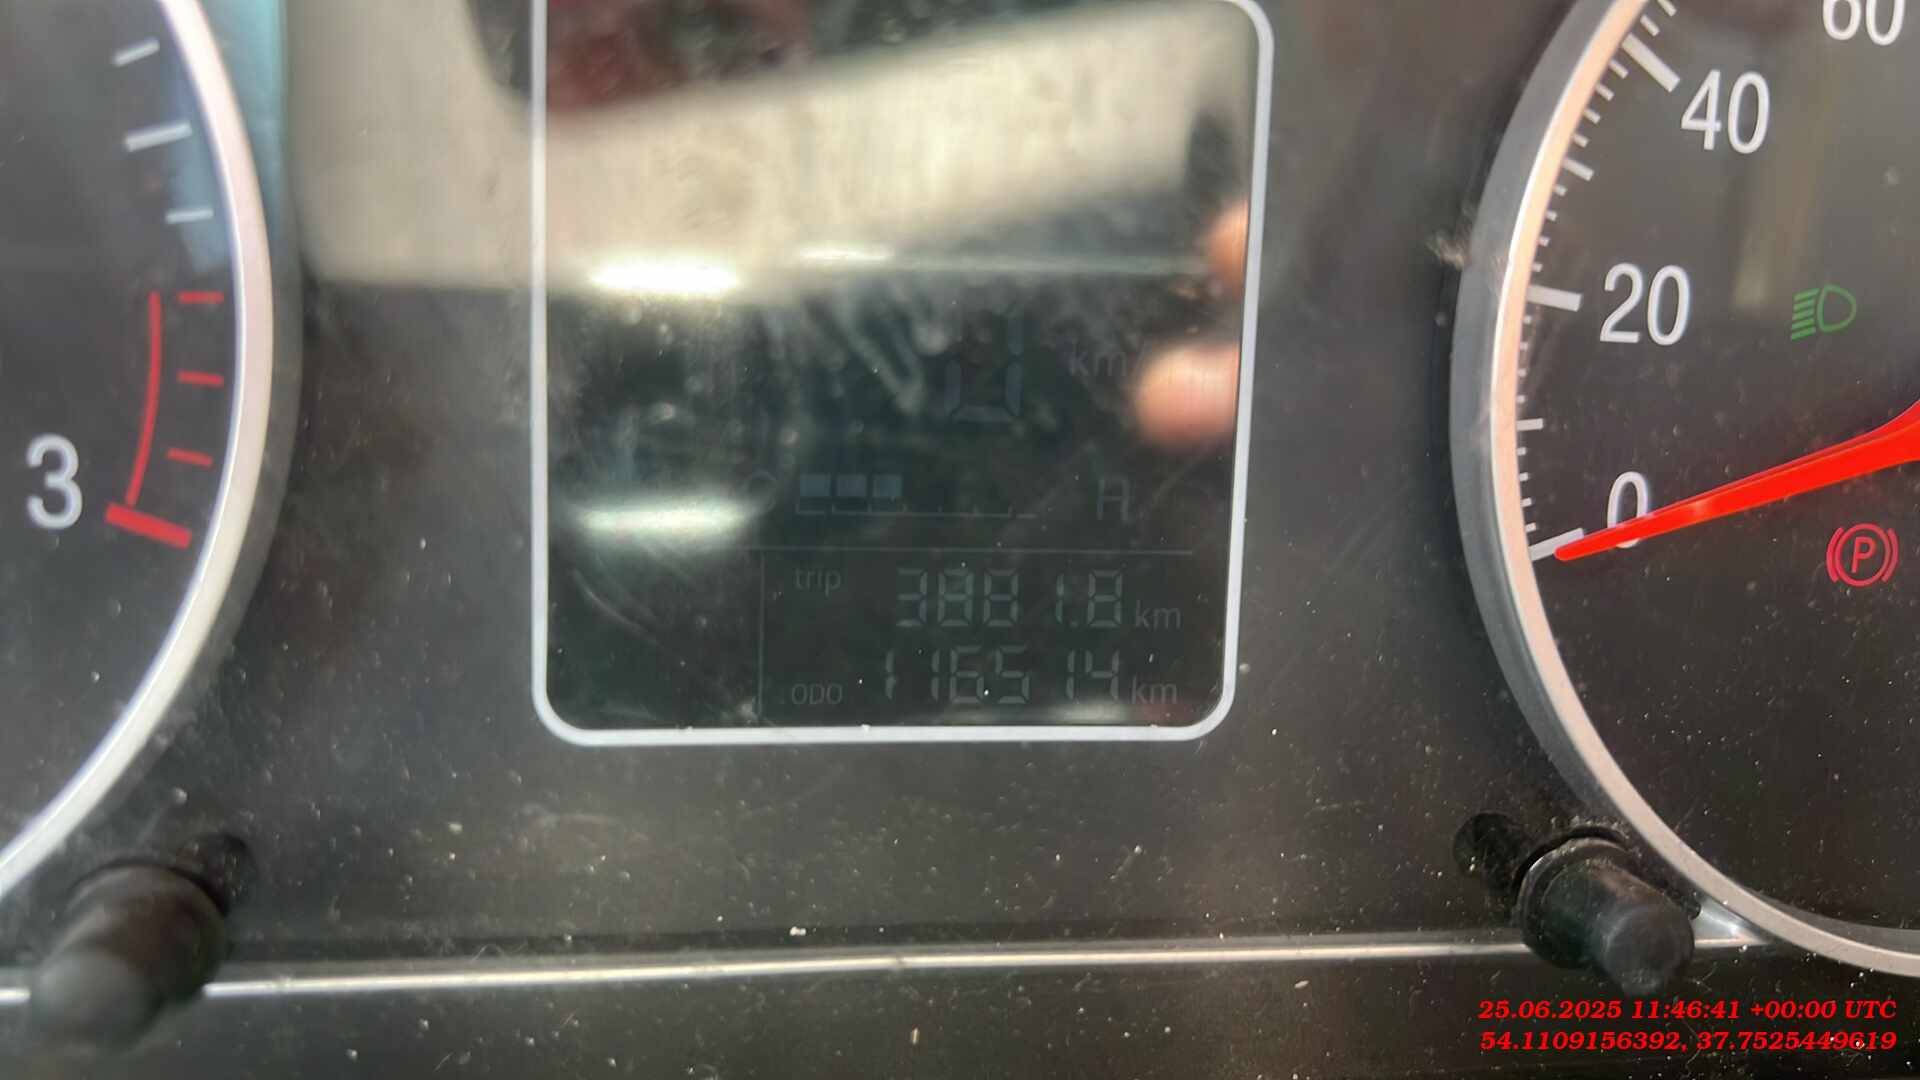 60
40
20
0
3
km/
H
trip 3881.8 km
ODO 116514 km
P
25.06.2025 11:46:41 +00:00 UTC
54.1109156392, 37.7525449619